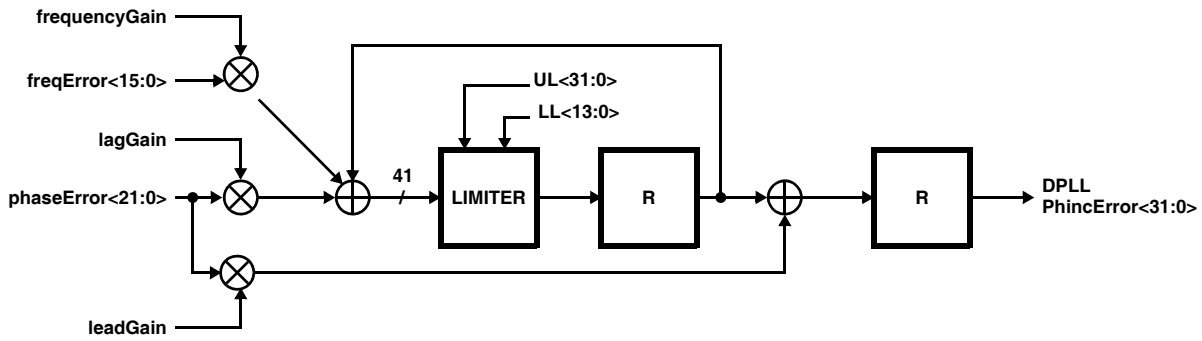 frequencyGain
freqError<15:0>
UL<31:0>
LL<13:0>
lagGain
41
phaseError<21:0>
LIMITER
R
R
DPLL
PhincError<31:0>
leadGain